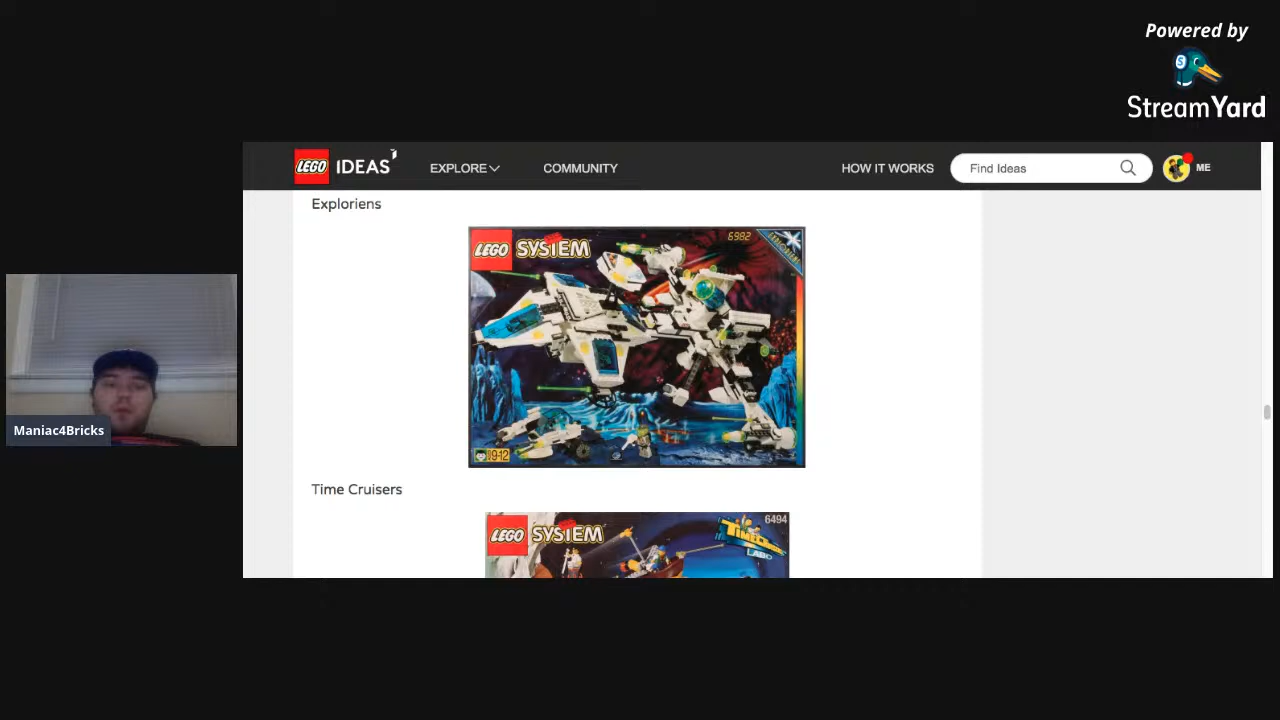 Powered by
StreamYard
LEGO IDEAS
EXPLORE
COMMUNITY
HOW IT WORKS
Find Ideas
ME
Exploriens
LEGO SYSTEM
6982
9-12
Maniac4Bricks
Time Cruisers
LEGO SYSTEM
6494